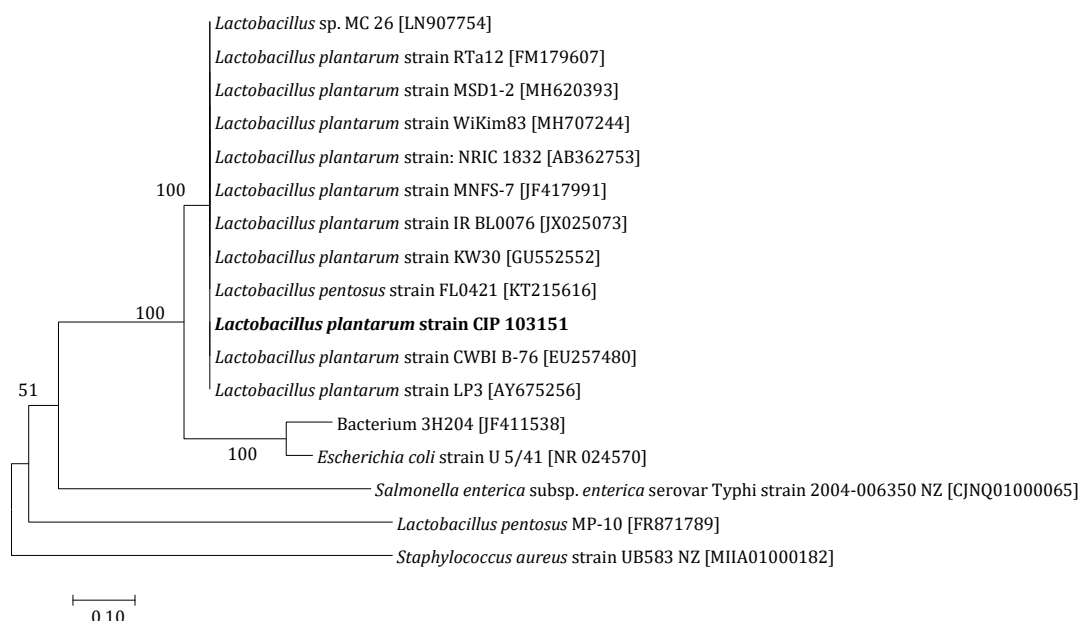 Lactobacillus sp. MC 26 [LN907754]
Lactobacillus plantarum strain RTa12 [FM179607]
Lactobacillus plantarum strain MSD1-2 [MH620393]
Lactobacillus plantarum strain WiKim83 [MH707244]
Lactobacillus plantarum strain: NRIC 1832 [AB362753]
100
Lactobacillus plantarum strain MNFS-7 [JF417991]
Lactobacillus plantarum strain IR BL0076 [JX025073]
Lactobacillus plantarum strain KW30 [GU552552]
Lactobacillus pentosus strain FL0421 [KT215616]
100
Lactobacillus plantarum strain CIP 103151
Lactobacillus plantarum strain CWBI B-76 [EU257480]
51
Lactobacillus plantarum strain LP3 [AY675256]
Bacterium 3H204 [JF411538]
100
Escherichia coli strain U 5/41 [NR 024570]
Salmonella enterica subsp. enterica serovar Typhi strain 2004-006350 NZ [CJNQ01000065]
Lactobacillus pentosus MP-10 [FR871789]
Staphylococcus aureus strain UB583 NZ [MIIA01000182]
0.10